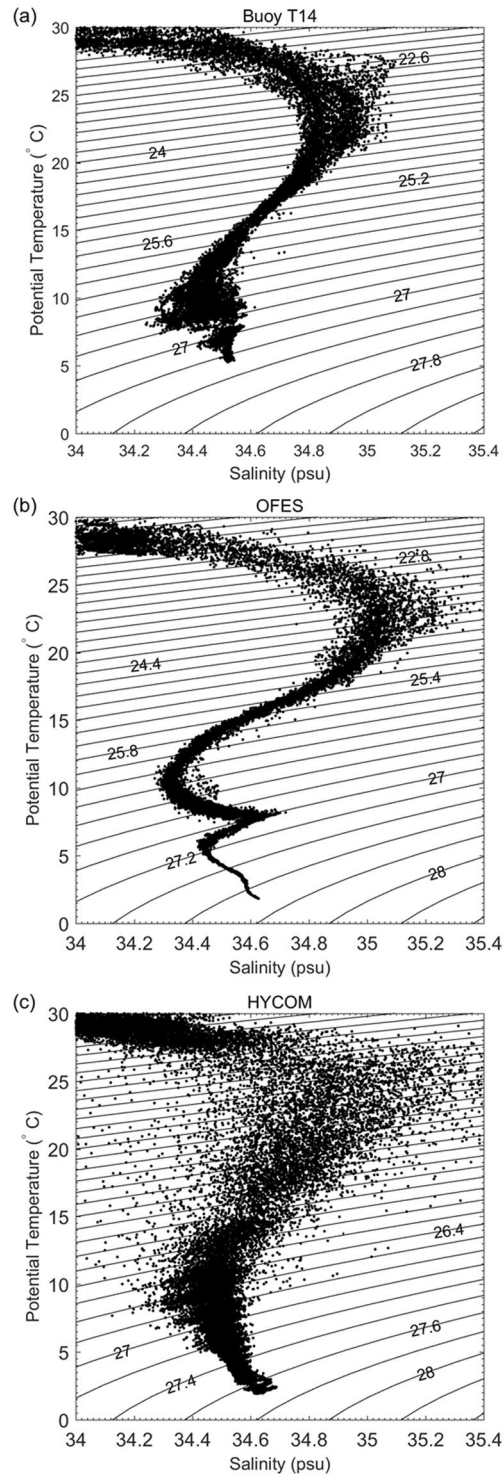 (a)
Buoy T14
Potential Temperature (° C)
30
25
20
15
10
5
0
22.6
24
25.2
25.6
27
27
27.8
34 34.2 34.4 34.6 34.8 35 35.2 35.4
Salinity (psu)
(b)
OFES
Potential Temperature (° C)
30
25
20
15
10
5
0
22.8
24.4
25.4
25.8
27
27.2
28
34 34.2 34.4 34.6 34.8 35 35.2 35.4
Salinity (psu)
(c)
HYCOM
Potential Temperature (° C)
30
25
20
15
10
5
0
26.4
27
27.6
27.4
28
34 34.2 34.4 34.6 34.8 35 35.2 35.4
Salinity (psu)